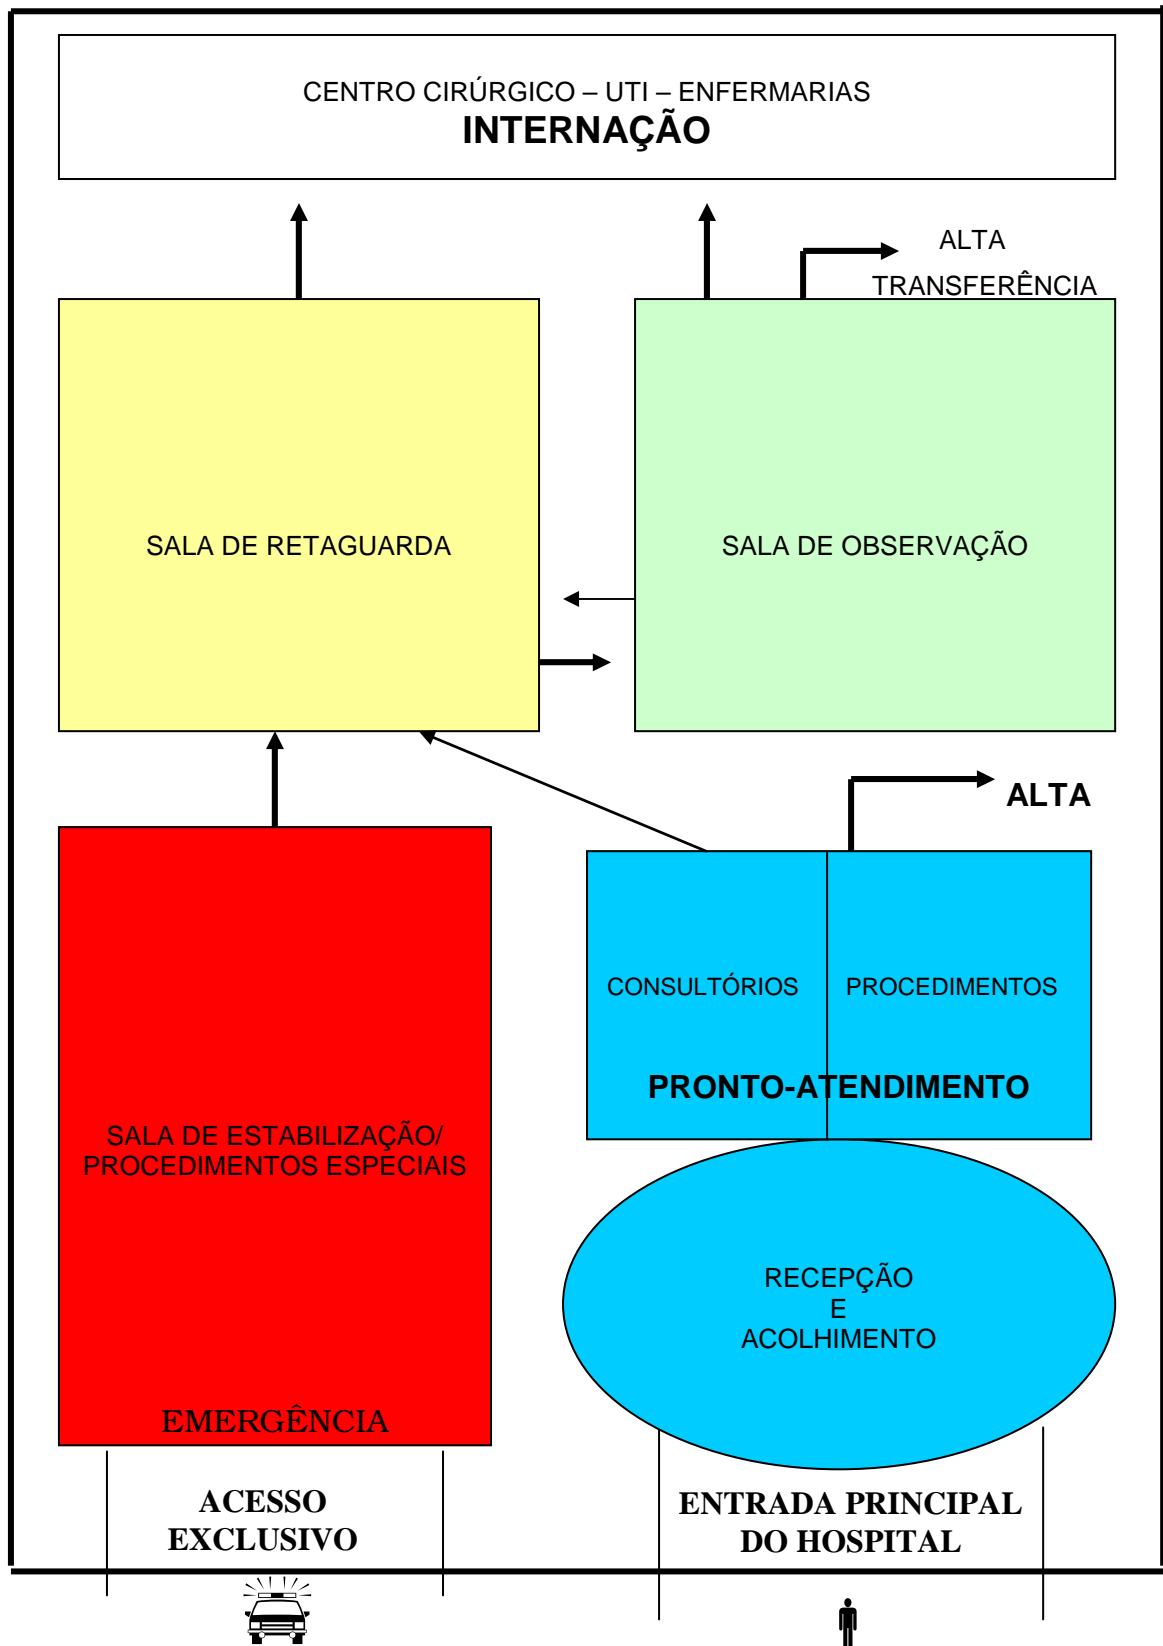 CENTRO CIRÚRGICO – UTI – ENFERMARIAS
INTERNAÇÃO
ALTA
TRANSFERÊNCIA
SALA DE RETAGUARDA
SALA DE OBSERVAÇÃO
ALTA
CONSULTÓRIOS
PROCEDIMENTOS
PRONTO-ATENDIMENTO
SALA DE ESTABILIZAÇÃO/
PROCEDIMENTOS ESPECIAIS
RECEPÇÃO
E
ACOLHIMENTO
EMERGÊNCIA
ACESSO
EXCLUSIVO
ENTRADA PRINCIPAL
DO HOSPITAL